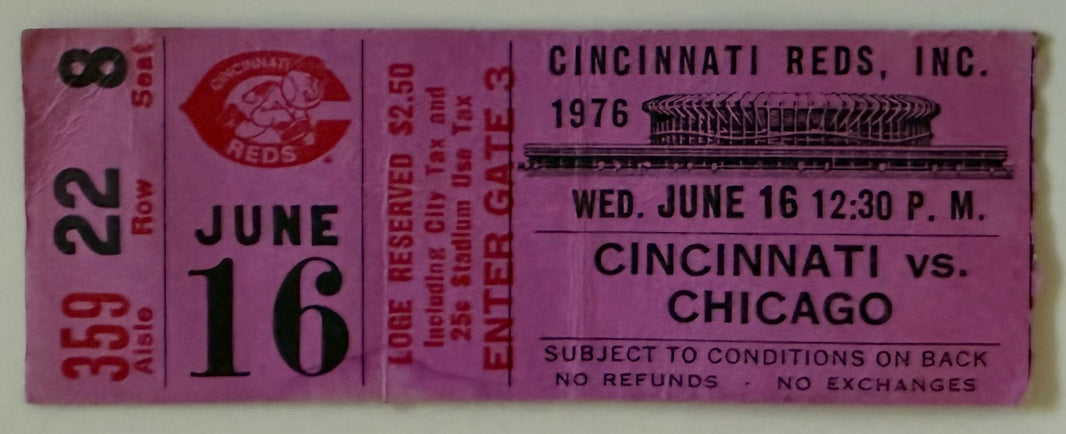 359 Aisle
22 Row
8 Seat
CINCINNATI
REDS
JUNE
16
LOGE RESERVED $2.50
Including City Tax and
25c Stadium Use Tax
ENTER GATE 3
CINCINNATI REDS, INC.
1976
WED. JUNE 16 12:30 P. M.
CINCINNATI vs.
CHICAGO
SUBJECT TO CONDITIONS ON BACK
NO REFUNDS · NO EXCHANGES